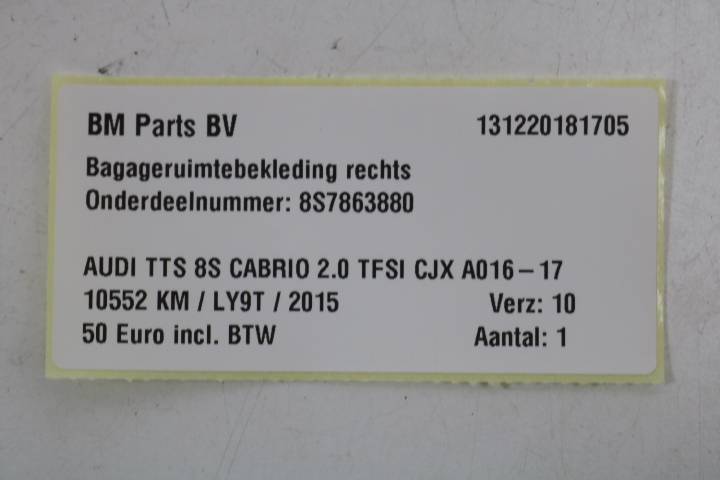 BM Parts BV 131220181705
Bagageruimtebekleding rechts
Onderdeelnummer: 8S7863880
AUDI TTS 8S CABRIO 2.0 TFSI CJX A016-17
10552 KM / LY9T / 2015 Verz: 10
50 Euro incl. BTW Aantal: 1